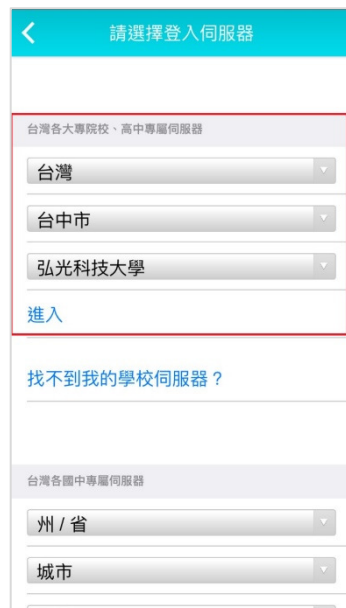 請選擇登入伺服器
台灣各大專院校、高中專屬伺服器
台灣
台中市
弘光科技大學
進入
找不到我的學校伺服器？
台灣各國中專屬伺服器
州 / 省
城市